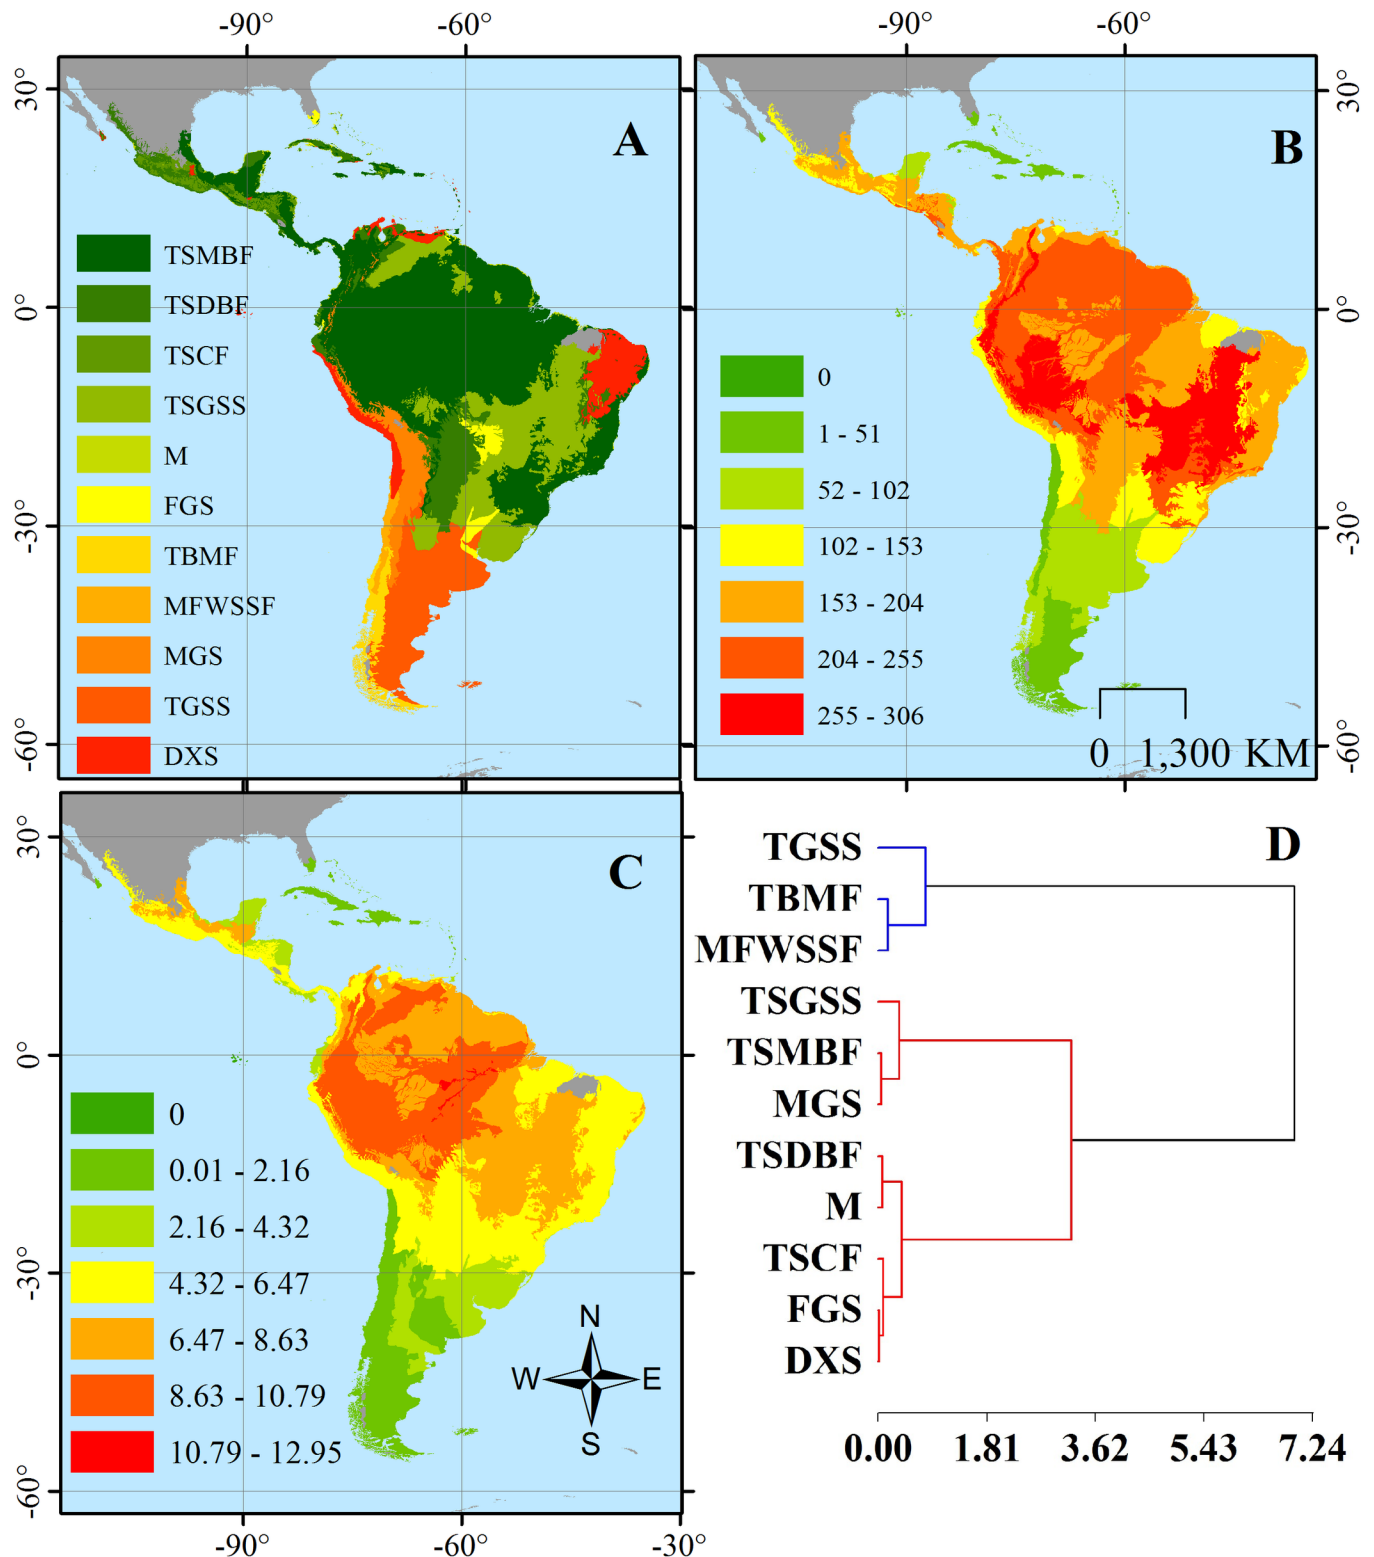 -90°
-60°
-90°
-60°
30°
0°
-30°
-60°
A
TSMBF
TSDBF
TSCF
TSGSS
M
FGS
TBMF
MFWSSF
MGS
TGSS
DXS
B
0
1 - 51
52 - 102
102 - 153
153 - 204
204 - 255
255 - 306
0 1,300 KM
30°
0°
-30°
-60°
30°
0°
-30°
-60°
C
0
0.01 - 2.16
2.16 - 4.32
4.32 - 6.47
6.47 - 8.63
8.63 - 10.79
10.79 - 12.95
N
W E
S
-90°
-60°
-30°
D
TGSS
TBMF
MFWSSF
TSGSS
TSMBF
MGS
TSDBF
M
TSCF
FGS
DXS
0.00 1.81 3.62 5.43 7.24